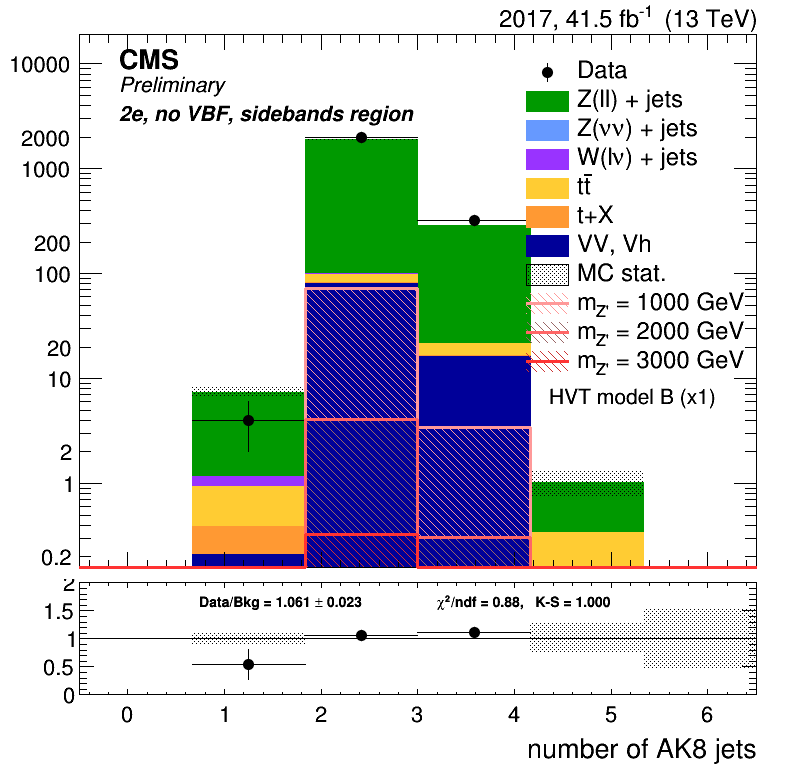 2017, 41.5 fb⁻¹ (13 TeV)
CMS
Preliminary
2e, no VBF, sidebands region
Data
Z(ll) + jets
Z(νν) + jets
W(lν) + jets
tt̄
t+X
VV, Vh
MC stat.
m_Z' = 1000 GeV
m_Z' = 2000 GeV
m_Z' = 3000 GeV
HVT model B (x1)
10000
2000
1000
200
100
20
10
2
1
0.2
Data/Bkg = 1.061 ± 0.023
χ²/ndf = 0.88, K-S = 1.000
2
1.5
1
0.5
0
0 1 2 3 4 5 6
number of AK8 jets